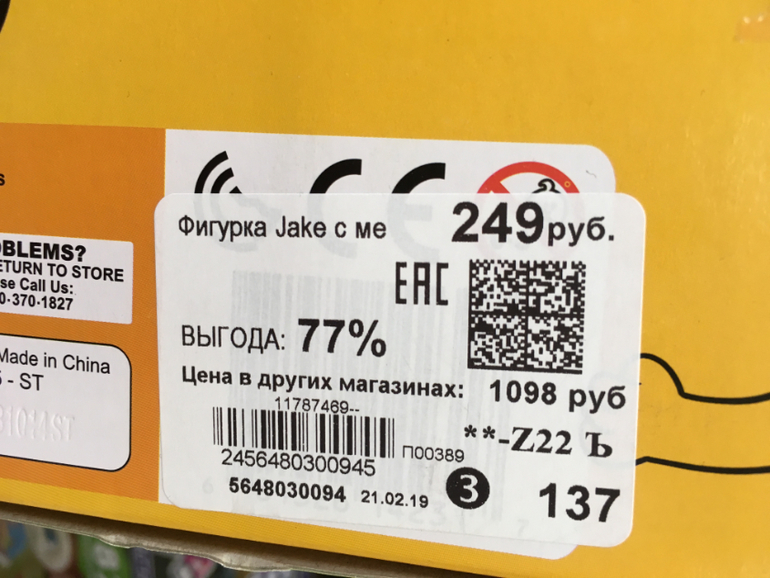 OBLEMS?
ETURN TO STORE
se Call Us:
0-370-1827
Made in China
- ST
Фигурка Jake с ме 249руб.
EAC
ВЫГОДА: 77%
Цена в других магазинах: 1098 руб
11787469--
П00389
**-Z22 Ъ
2456480300945
5648030094 21.02.19 3 137